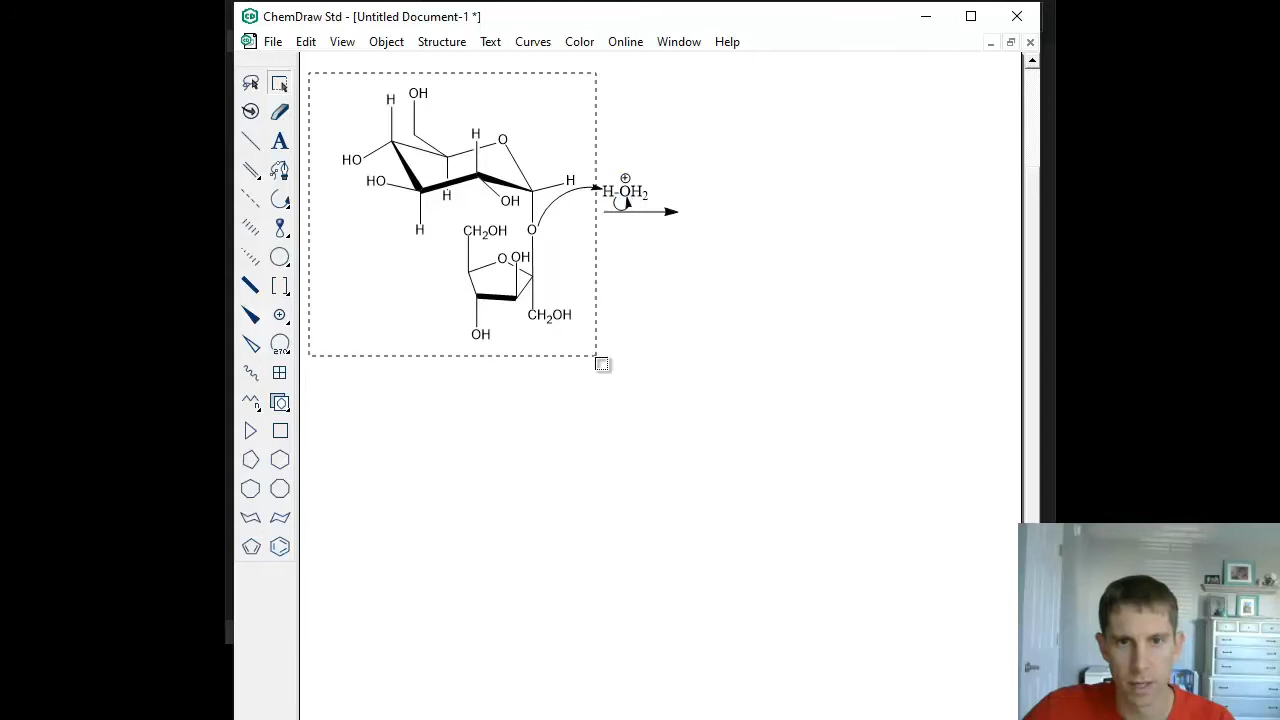 ChemDraw Std - [Untitled Document-1 *]
File Edit View Object Structure Text Curves Color Online Window Help
OH
H
H
O
HO
HO
H
H
OH
H
H-OH₂
⊕
CH₂OH
O
O
OH
CH₂OH
OH
A
n
270